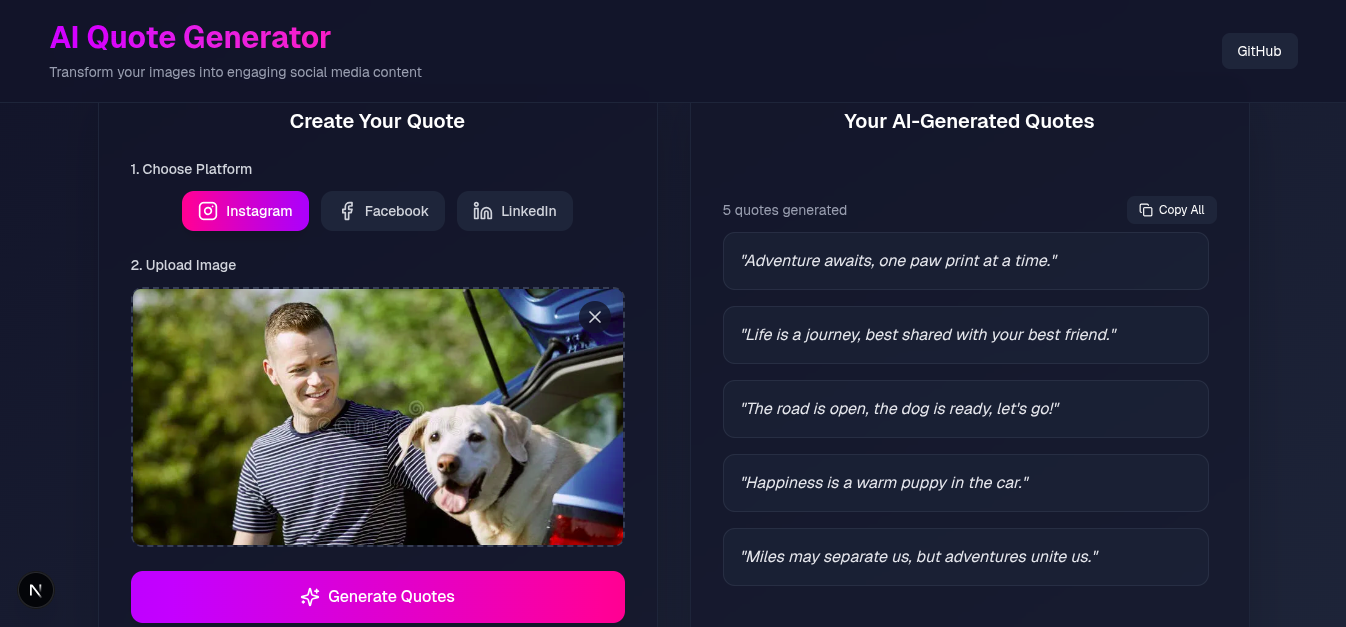 AI Quote Generator
Transform your images into engaging social media content
GitHub
Create Your Quote
1. Choose Platform
Instagram
Facebook
LinkedIn
2. Upload Image
Generate Quotes
Your AI-Generated Quotes
5 quotes generated
Copy All
"Adventure awaits, one paw print at a time."
"Life is a journey, best shared with your best friend."
"The road is open, the dog is ready, let's go!"
"Happiness is a warm puppy in the car."
"Miles may separate us, but adventures unite us."
N